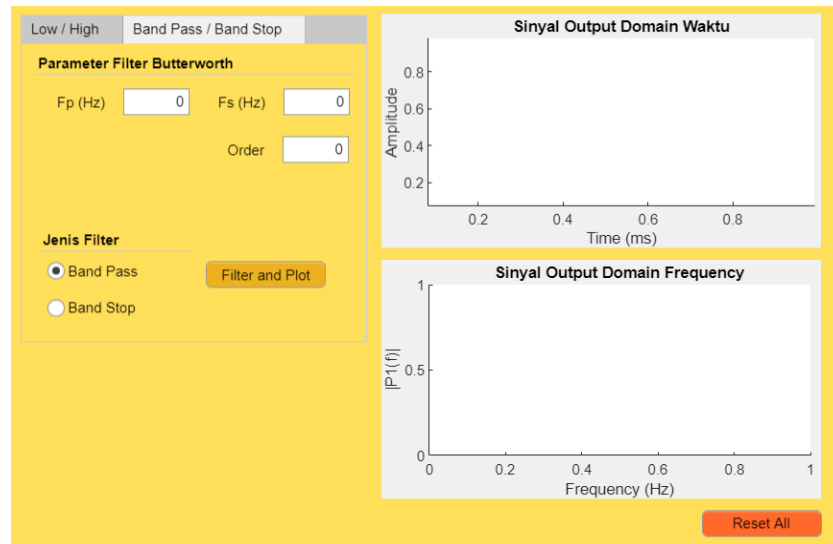 Low / High
Band Pass / Band Stop
Parameter Filter Butterworth
Fp (Hz) 0 Fs (Hz) 0
Order 0
Jenis Filter
Band Pass
Filter and Plot
Band Stop
Sinyal Output Domain Waktu
Amplitude
0.8
0.6
0.4
0.2
0.2 0.4 0.6 0.8
Time (ms)
Sinyal Output Domain Frequency
|P1(f)|
1
0.5
0
0 0.2 0.4 0.6 0.8 1
Frequency (Hz)
Reset All